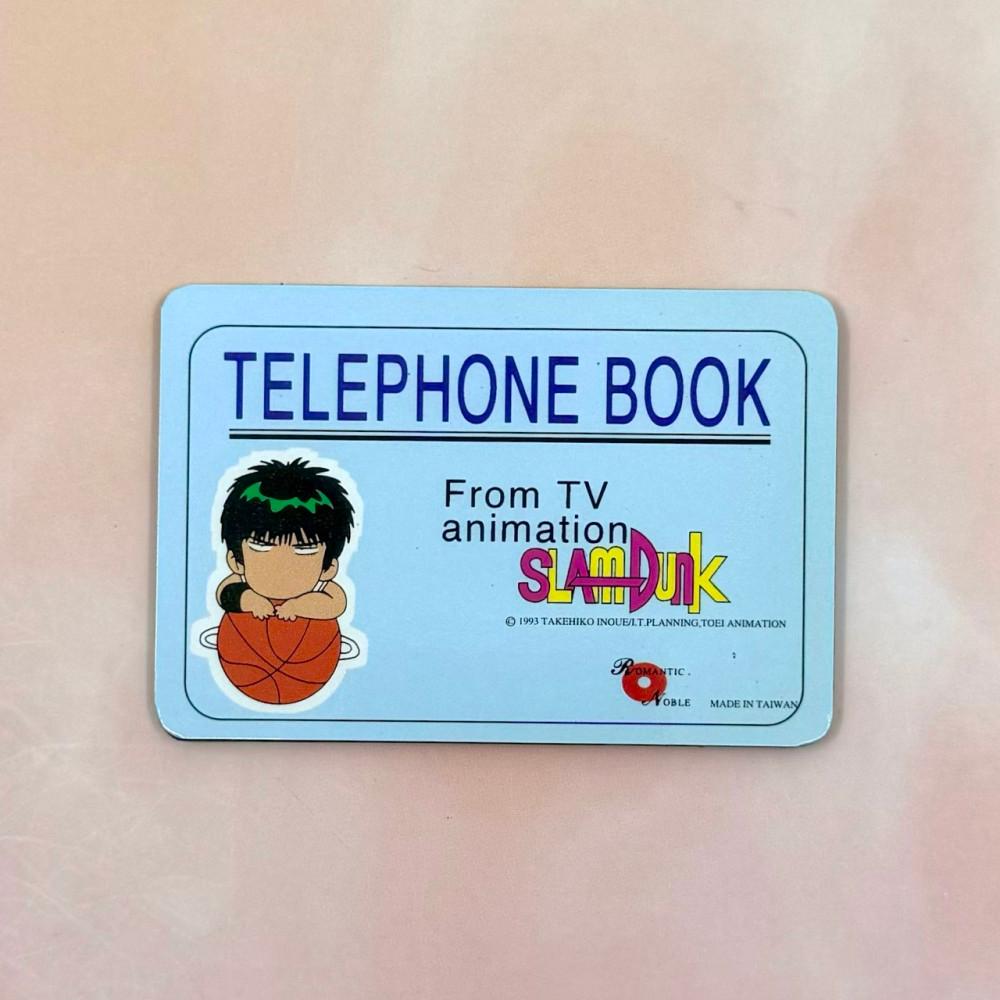 TELEPHONE BOOK
From TV
animation
SLAM DUNK
© 1993 TAKEHIKO INOUE/I.T.PLANNING,TOEI ANIMATION
ROMANTIC.
NOBLE
MADE IN TAIWAN